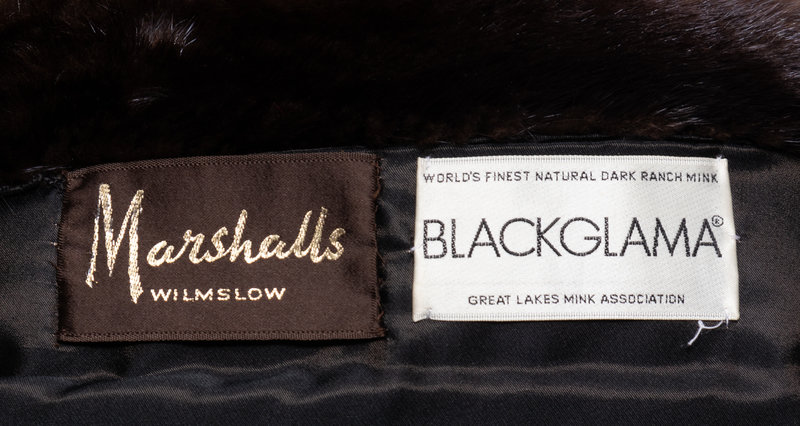 Marshalls
WILMSLOW
WORLD'S FINEST NATURAL DARK RANCH MINK
BLACKGLAMA®
GREAT LAKES MINK ASSOCIATION